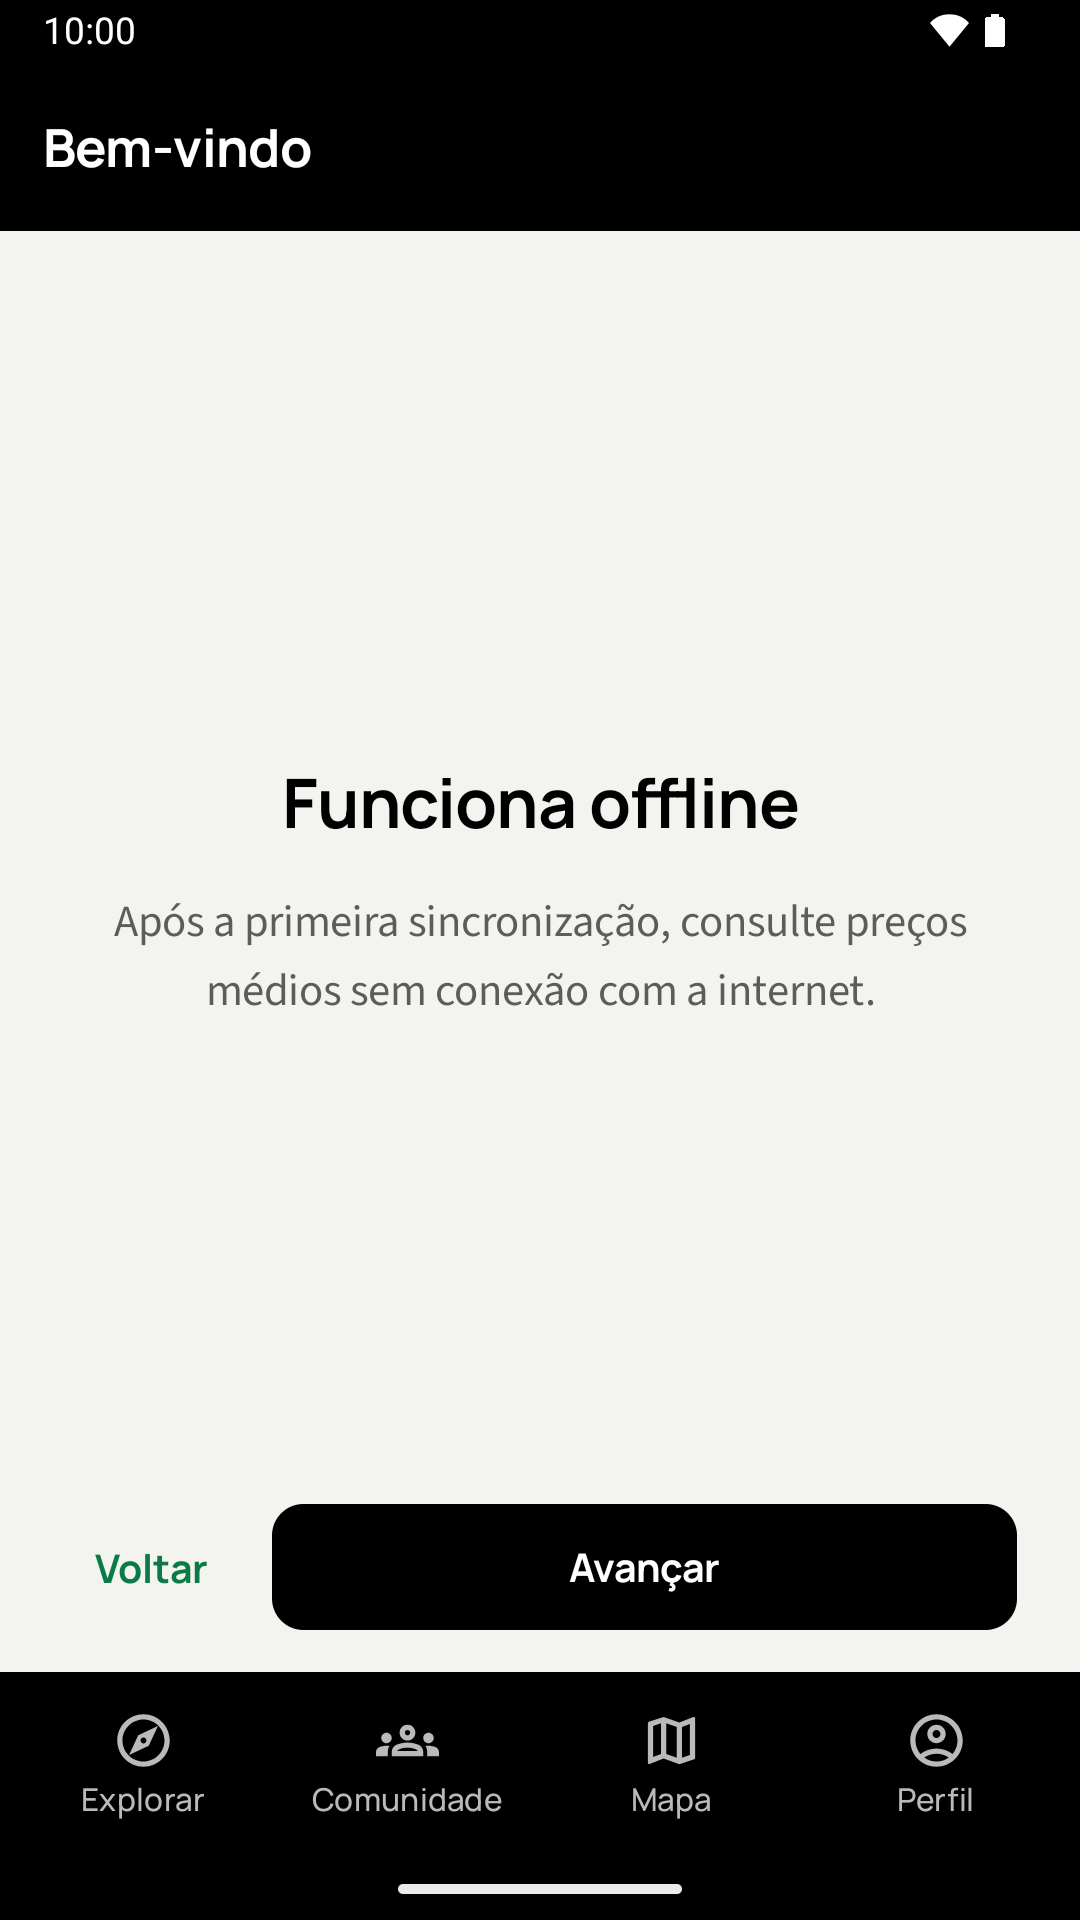 10:00
Bem-vindo
Funciona offline
Após a primeira sincronização, consulte preços
médios sem conexão com a internet.
Voltar
Avançar
Explorar
Comunidade
Mapa
Perfil